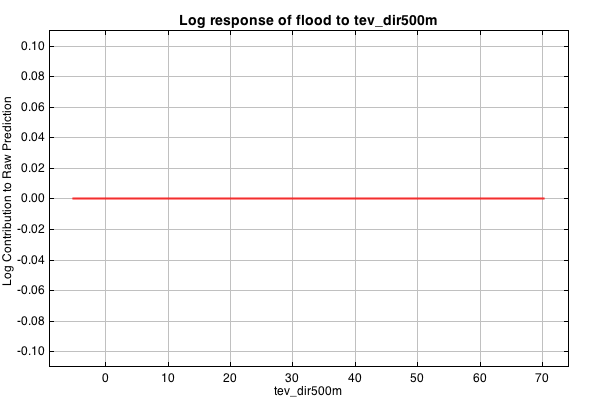 Log response of flood to tev_dir500m
Log Contribution to Raw Prediction
0.10
0.08
0.06
0.04
0.02
0.00
-0.02
-0.04
-0.06
-0.08
-0.10
0 10 20 30 40 50 60 70
tev_dir500m